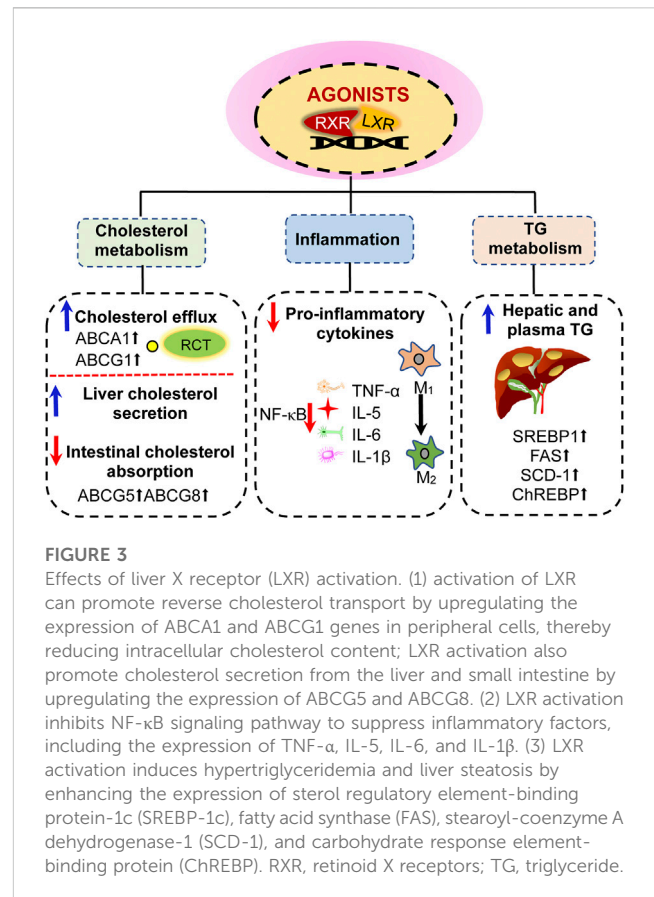 AGONISTS
RXR LXR
Cholesterol
metabolism
Inflammation
TG
metabolism
Cholesterol efflux
ABCA1⬆
ABCG1⬆
RCT
Liver cholesterol
secretion
Intestinal cholesterol
absorption
ABCG5⬆ABCG8⬆
Pro-inflammatory
cytokines
NF-κB
TNF-α
IL-5
IL-6
IL-1β
M1
M2
Hepatic and
plasma TG
SREBP1⬆
FAS⬆
SCD-1⬆
ChREBP⬆
FIGURE 3
Effects of liver X receptor (LXR) activation. (1) activation of LXR
can promote reverse cholesterol transport by upregulating the
expression of ABCA1 and ABCG1 genes in peripheral cells, thereby
reducing intracellular cholesterol content; LXR activation also
promote cholesterol secretion from the liver and small intestine by
upregulating the expression of ABCG5 and ABCG8. (2) LXR activation
inhibits NF-κB signaling pathway to suppress inflammatory factors,
including the expression of TNF-α, IL-5, IL-6, and IL-1β. (3) LXR
activation induces hypertriglyceridemia and liver steatosis by
enhancing the expression of sterol regulatory element-binding
protein-1c (SREBP-1c), fatty acid synthase (FAS), stearoyl-coenzyme A
dehydrogenase-1 (SCD-1), and carbohydrate response element-
binding protein (ChREBP). RXR, retinoid X receptors; TG, triglyceride.